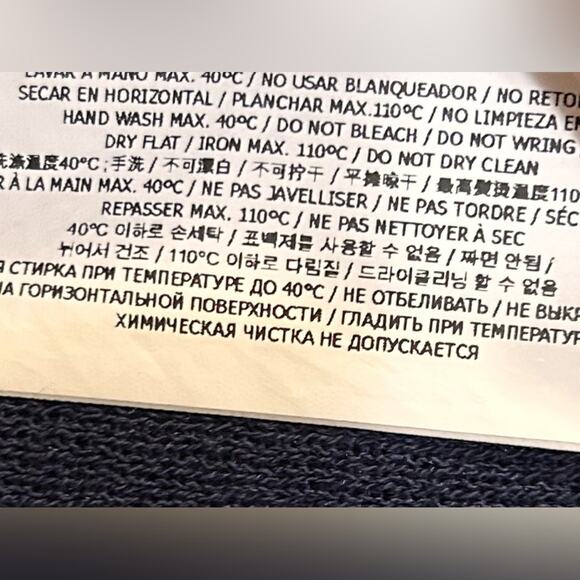 LAVAR A MANO MAX. 40ºC / NO USAR BLANQUEADOR / NO
SECAR EN HORIZONTAL / PLANCHAR MAX.110ºC / NO LIMPIEZA
HAND WASH MAX. 40ºC / DO NOT BLEACH / DO NOT WRING
DRY FLAT / IRON MAX. 110ºC / DO NOT DRY CLEAN
温度40ºC ; 手洗 / 不可漂白 / 不可拧干 / 平摊晾干 / 最高熨烫温度110
À LA MAIN MAX. 40ºC / NE PAS JAVELLISER / NE PAS TORDRE /
REPASSER MAX. 110ºC / NE PAS NETTOYER À SEC
40ºC 이하로 손세탁 / 표백제를 사용할 수 없음 / 짜면 안됨 /
뉘어서 건조 / 110ºC 이하로 다림질 / 드라이클리닝 할 수 없음
СТИРКА ПРИ ТЕМПЕРАТУРЕ ДО 40ºC / НЕ ОТБЕЛИВАТЬ / НЕ
НА ГОРИЗОНТАЛЬНОЙ ПОВЕРХНОСТИ / ГЛАДИТЬ ПРИ
ХИМИЧЕСКАЯ ЧИСТКА НЕ ДОПУСКАЕТСЯ